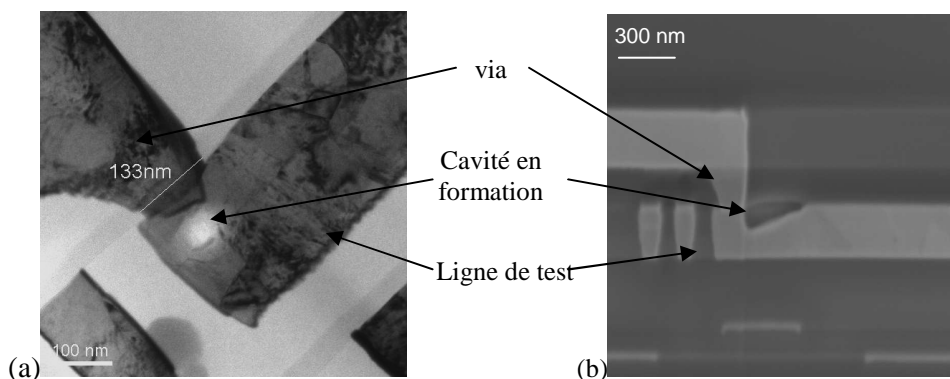 300 nm
via
133nm
Cavité en
formation
Ligne de test
100 nm
(a)
(b)